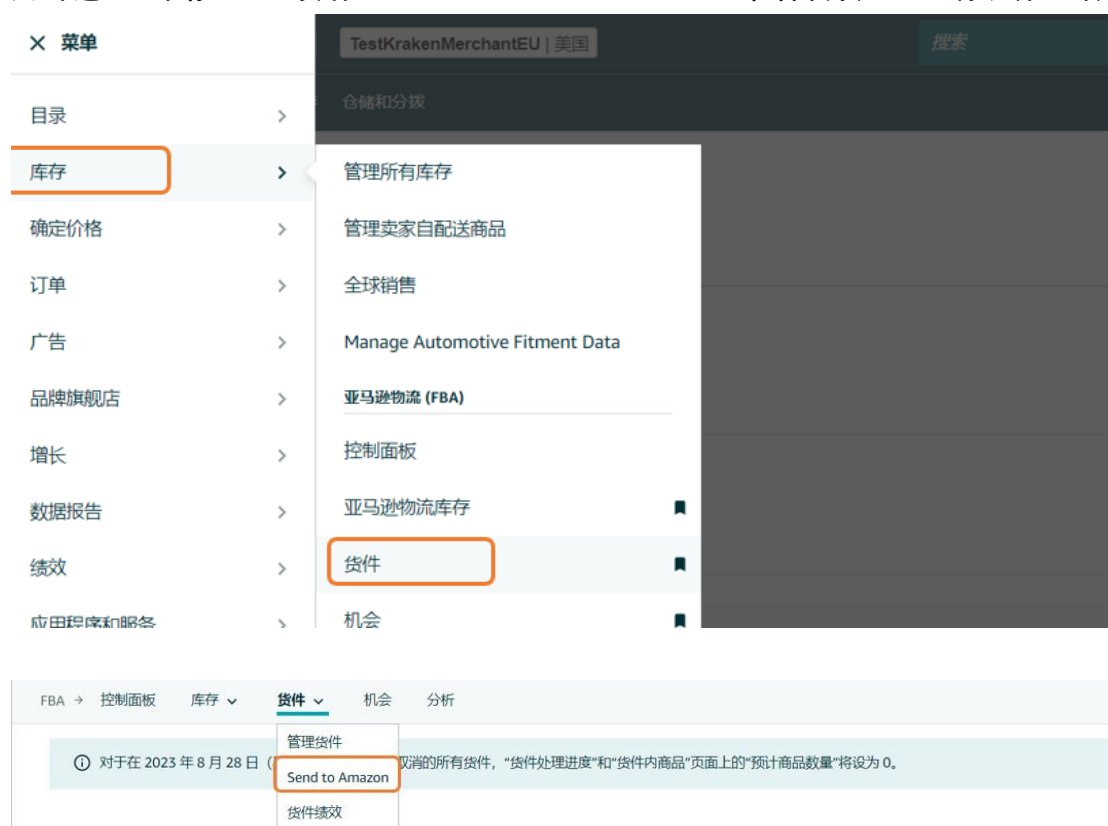 菜单
TestKrakenMerchantEU | 美国
搜索
目录
仓储和分拨
库存
管理所有库存
确定价格
管理卖家自配送商品
订单
全球销售
广告
Manage Automotive Fitment Data
品牌旗舰店
亚马逊物流 (FBA)
增长
控制面板
数据报告
亚马逊物流库存
绩效
货件
应用程序和服务
机会
FBA → 控制面板 库存 货件 机会 分析
管理货件
对于在 2023 年 8 月 28 日 取消的所有货件，“货件处理进度”和“货件内商品”页面上的“预计商品数量”将设为 0。
Send to Amazon
货件绩效